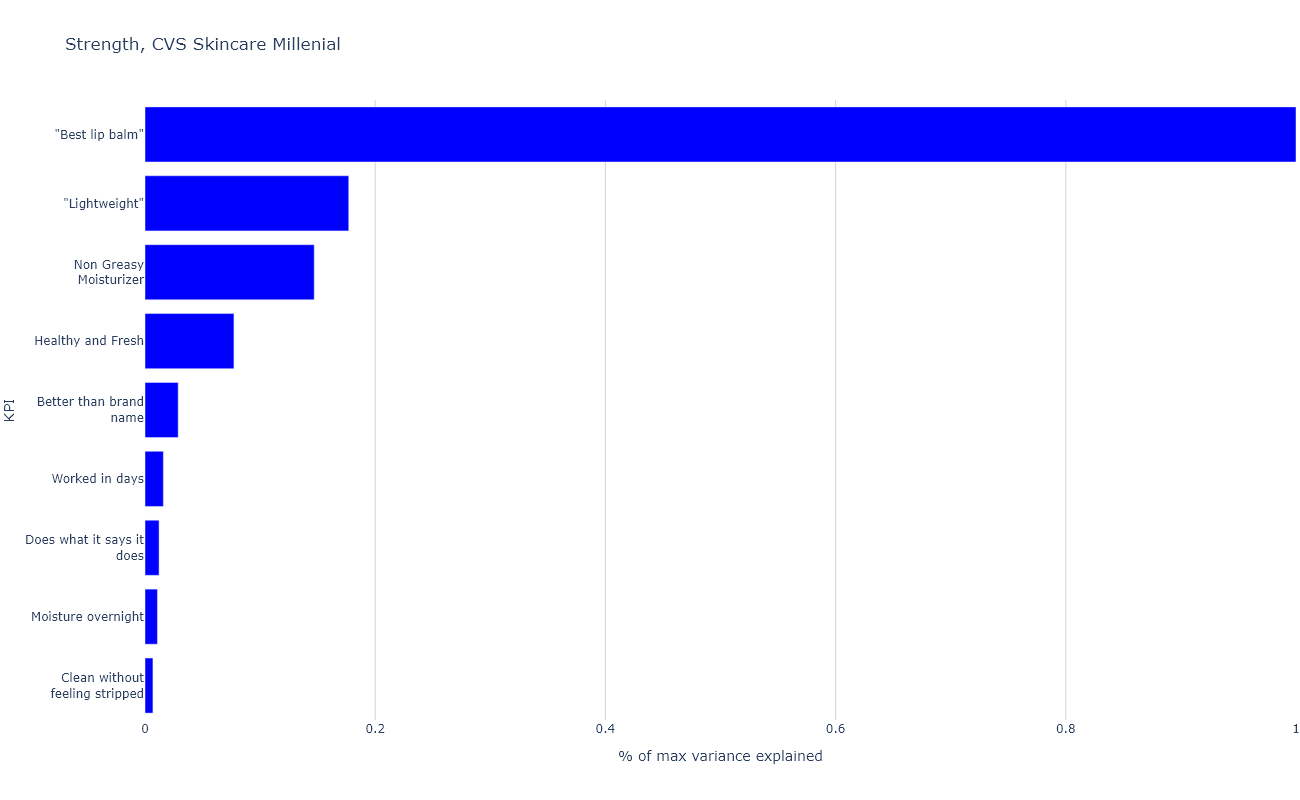 Strength, CVS Skincare Millenial
"Best lip balm"
"Lightweight"
Non Greasy
Moisturizer
Healthy and Fresh
Better than brand
name
Worked in days
Does what it says it
does
Moisture overnight
Clean without
feeling stripped
KPI
0
0.2
0.4
0.6
0.8
1
% of max variance explained